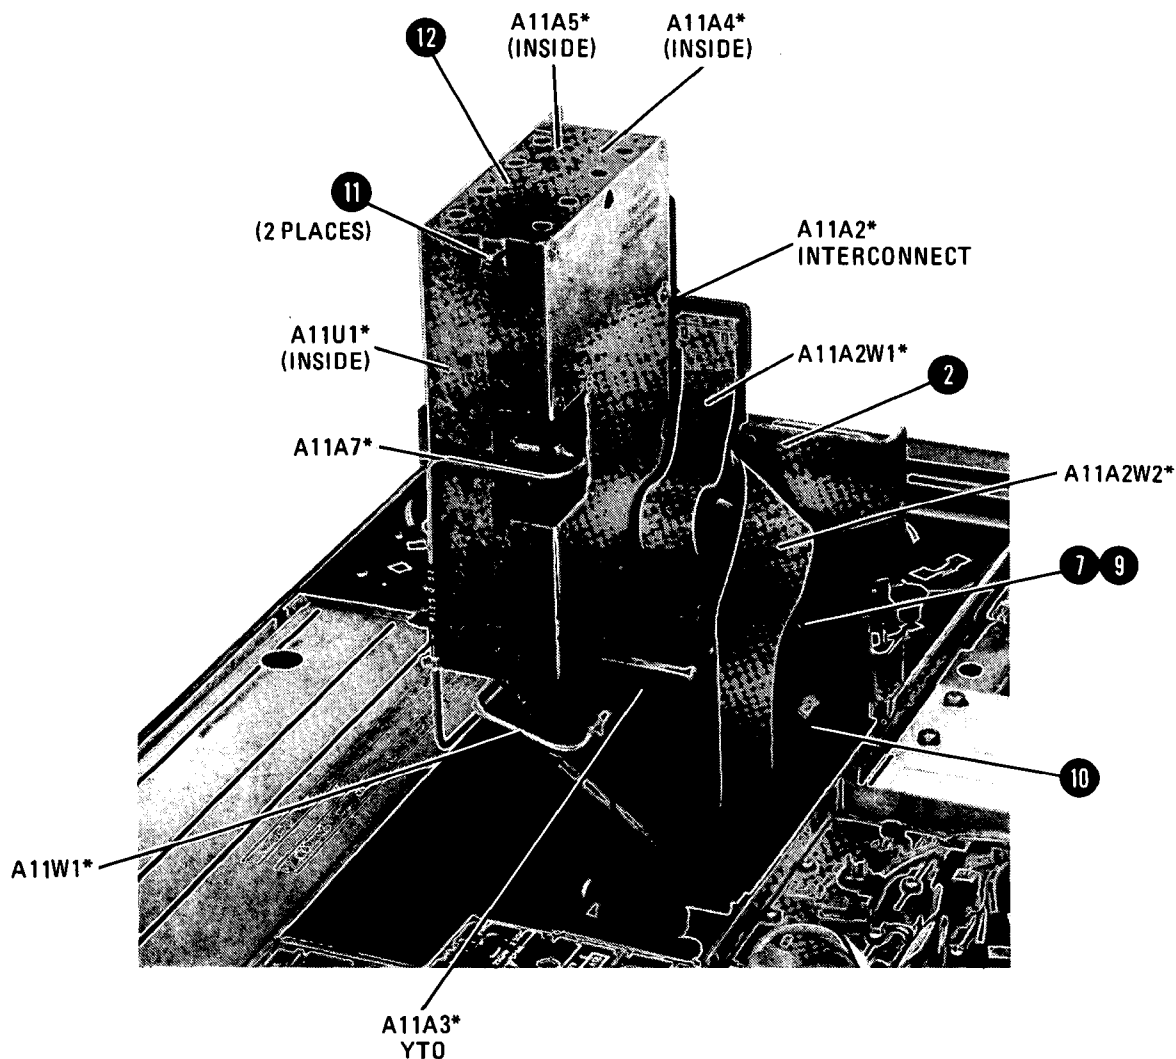 12
A11A5*
(INSIDE)
A11A4*
(INSIDE)
11
(2 PLACES)
A11A2*
INTERCONNECT
A11U1*
(INSIDE)
A11A2W1*
2
A11A7*
A11A2W2*
7 9
10
A11W1*
A11A3*
YTO